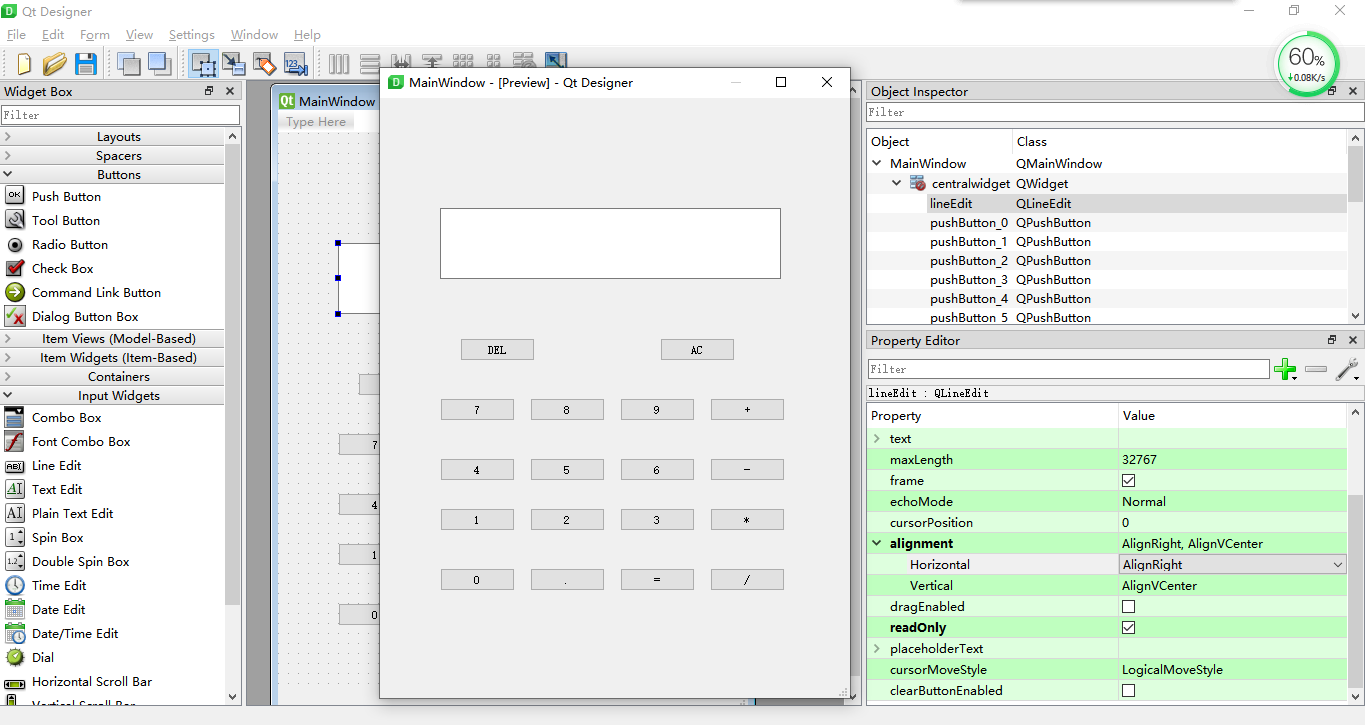 Qt Designer
File Edit Form View Settings Window Help
60%
0.08K/s
Widget Box
Filter
Layouts
Spacers
Buttons
OK Push Button
Tool Button
Radio Button
Check Box
Command Link Button
Dialog Button Box
Item Views (Model-Based)
Item Widgets (Item-Based)
Containers
Input Widgets
Combo Box
Font Combo Box
Line Edit
Text Edit
Plain Text Edit
Spin Box
Double Spin Box
Time Edit
Date Edit
Date/Time Edit
Dial
Horizontal Scroll Bar
Vertical Scroll Bar
Qt MainWindow
Type Here
7
4
1
0
MainWindow - [Preview] - Qt Designer
DEL AC
7 8 9 +
4 5 6 -
1 2 3 *
0 . = /
Object Inspector
Filter
Object Class
MainWindow QMainWindow
centralwidget QWidget
lineEdit QLineEdit
pushButton_0 QPushButton
pushButton_1 QPushButton
pushButton_2 QPushButton
pushButton_3 QPushButton
pushButton_4 QPushButton
pushButton_5 QPushButton
Property Editor
Filter
lineEdit : QLineEdit
Property Value
text
maxLength 32767
frame
echoMode Normal
cursorPosition 0
alignment AlignRight, AlignVCenter
Horizontal AlignRight
Vertical AlignVCenter
dragEnabled
readOnly
placeholderText
cursorMoveStyle LogicalMoveStyle
clearButtonEnabled